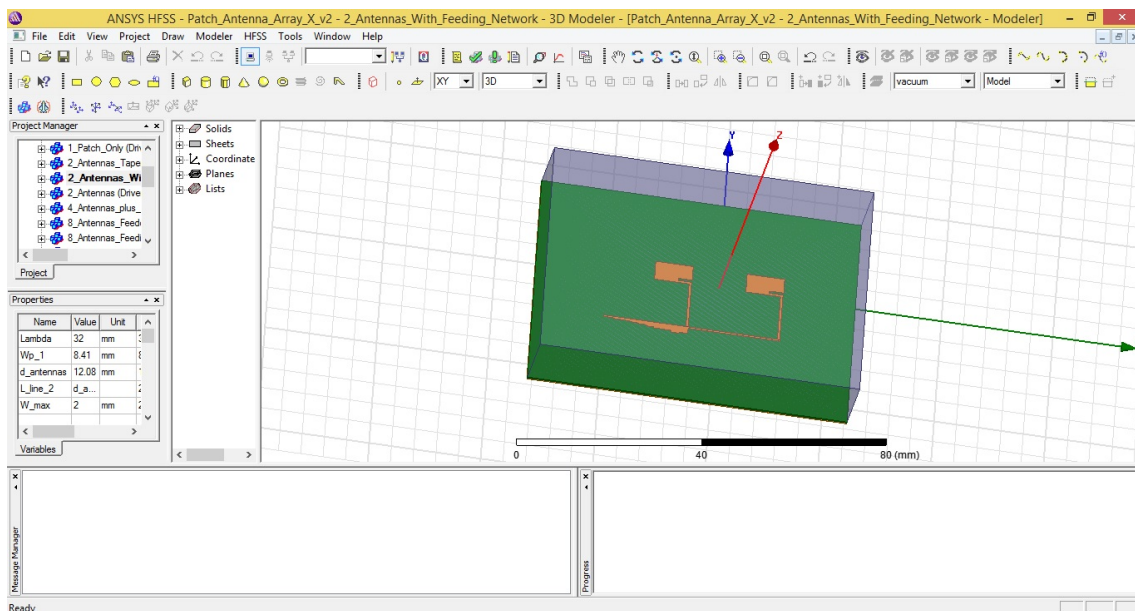 ANSYS HFSS - Patch_Antenna_Array_X_v2 - 2_Antennas_With_Feeding_Network - 3D Modeler - [Patch_Antenna_Array_X_v2 - 2_Antennas_With_Feeding_Network - Modeler]
File Edit View Project Draw Modeler HFSS Tools Window Help
XY 3D vacuum Model
Project Manager
1_Patch_Only (Driv
2_Antennas_Tape
2_Antennas_Wi
2_Antennas (Drive
4_Antennas_plus_
8_Antennas_Feed
8_Antennas_Feedi
Project
Solids
Sheets
Coordinate
Planes
Lists
Properties
Name Value Unit
Lambda 32 mm
Wp_1 8.41 mm
d_antennas 12.08 mm
L_line_2 d_a...
W_max 2 mm
Variables
Y
Z
0 40 80 (mm)
Message Manager
Progress
Ready